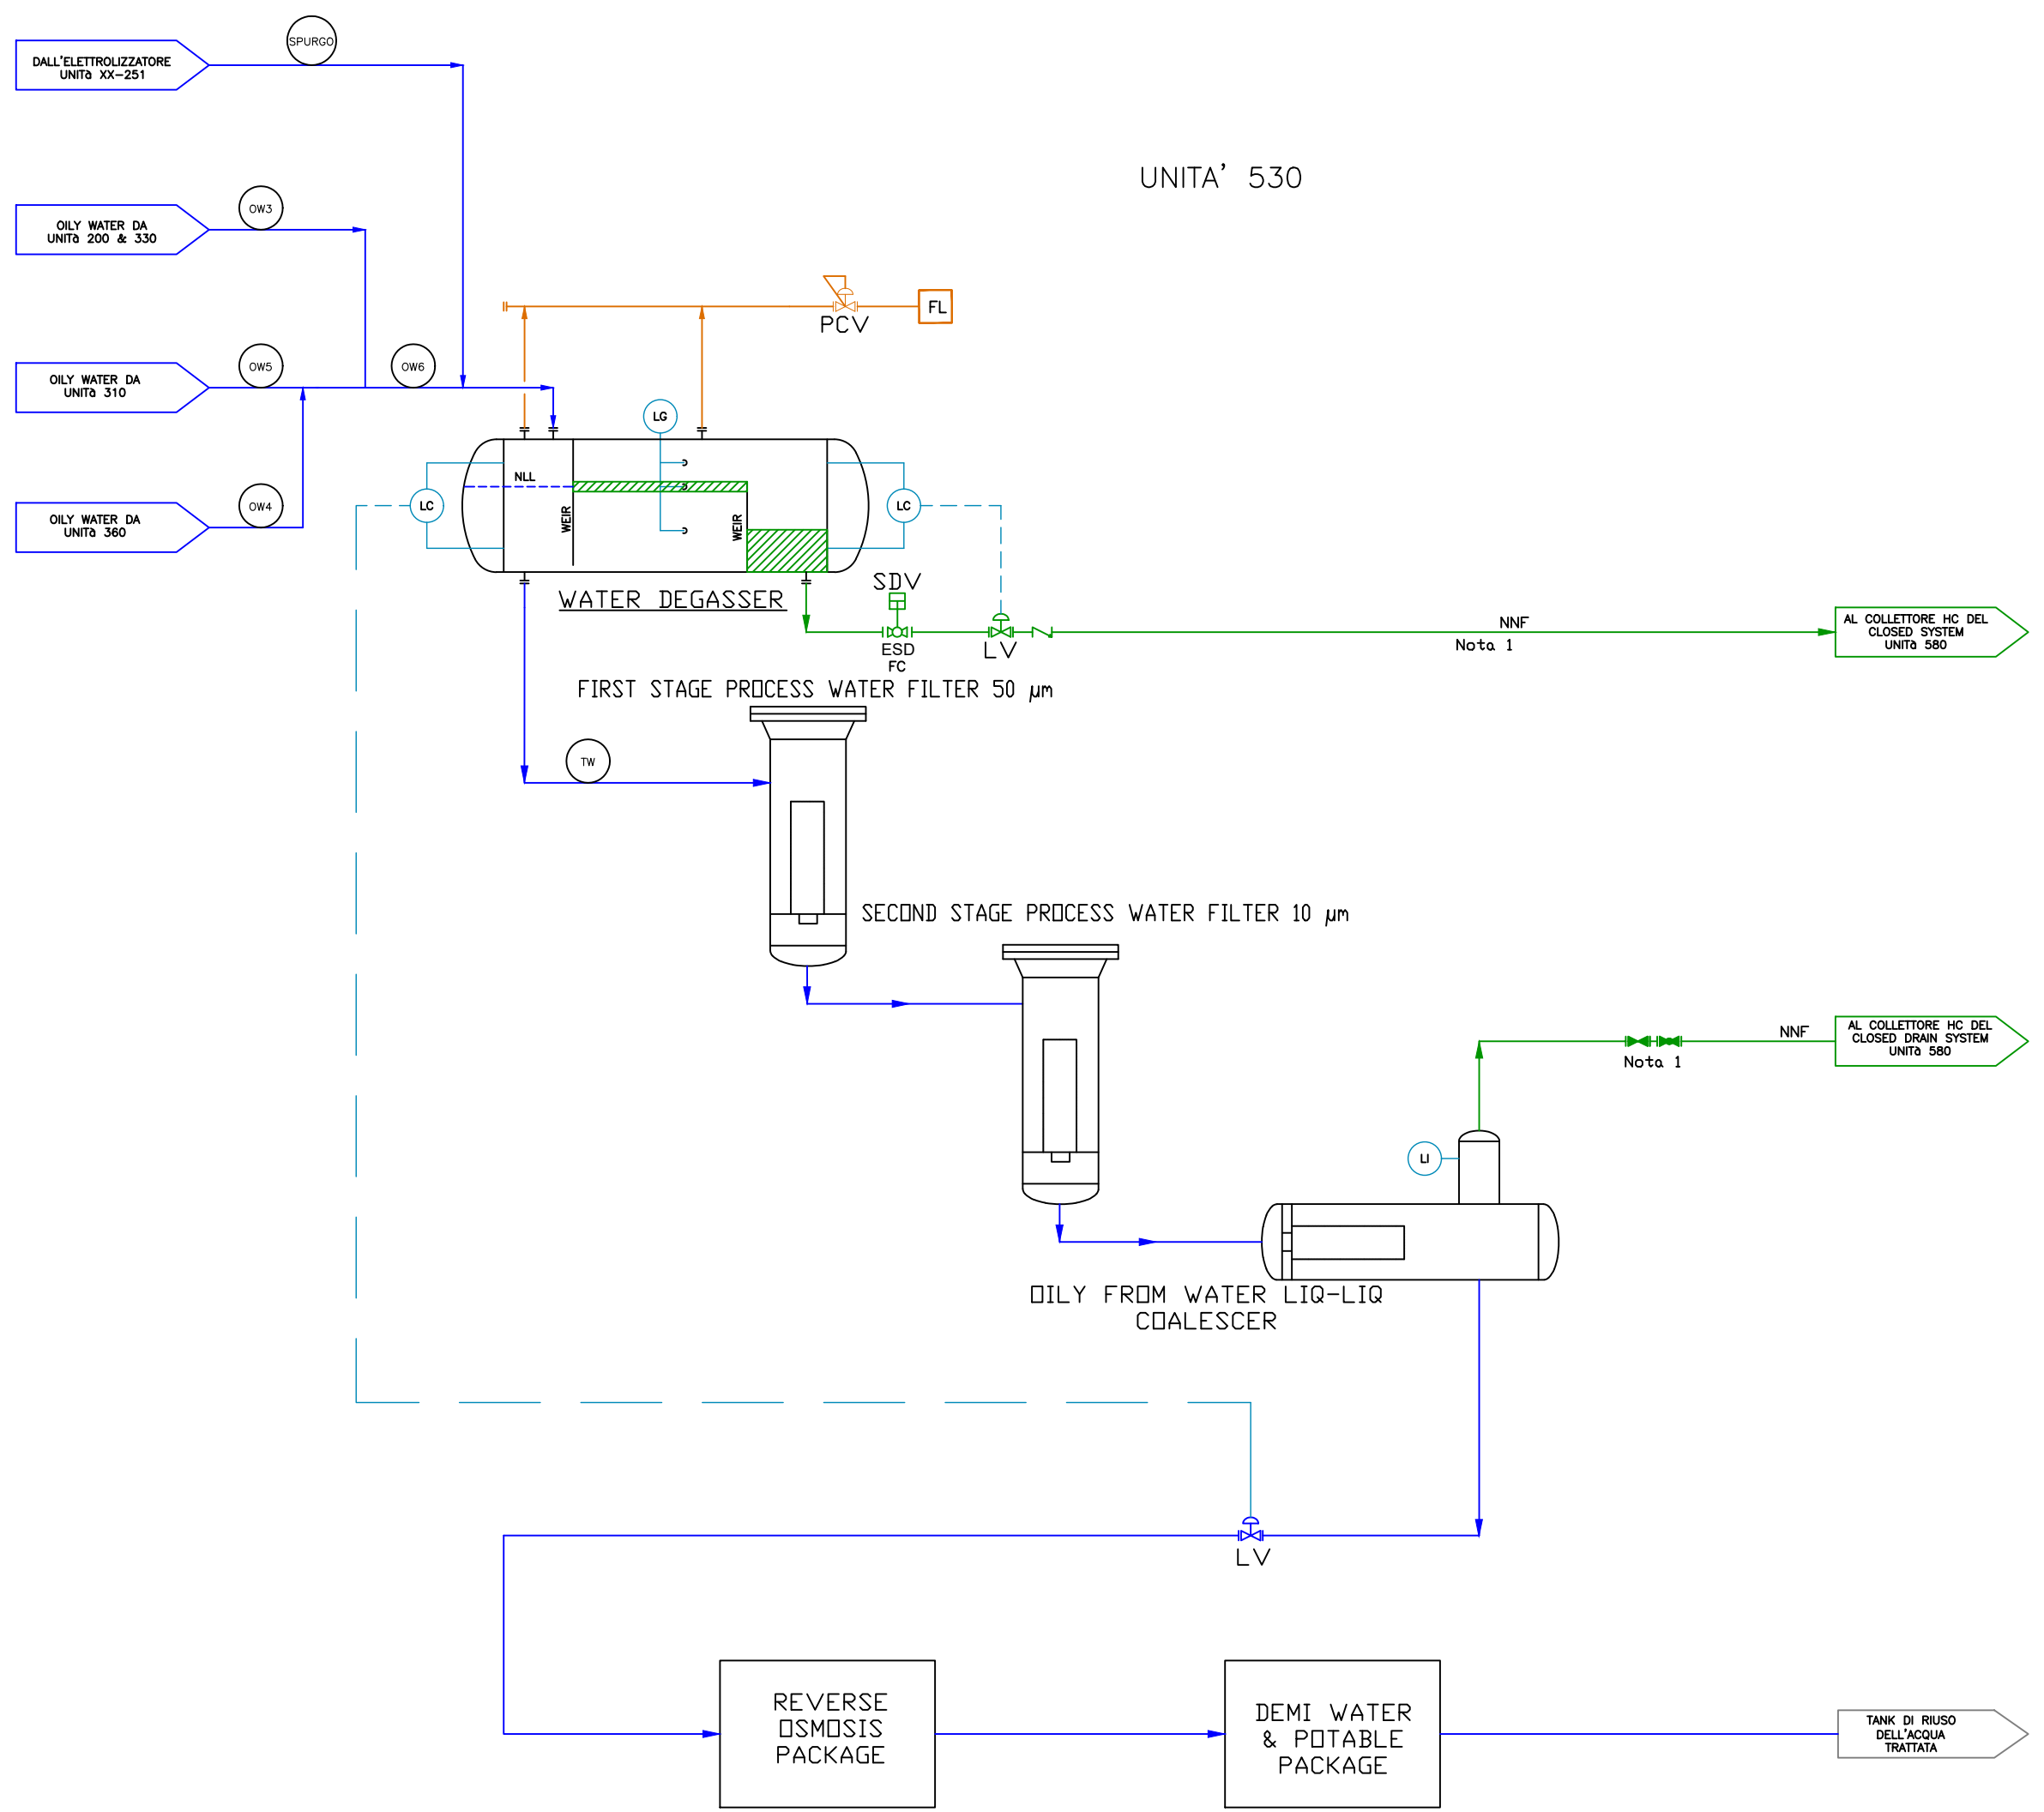 SPURGO
DALL'ELETTROLIZZATORE
UNITà XX-251
UNITA' 530
OW3
OILY WATER DA
UNITà 200 & 330
FL
PCV
OW5
OW6
OILY WATER DA
UNITà 310
LG
NLL
LC
WEIR
WEIR
LC
OW4
OILY WATER DA
UNITà 360
SDV
WATER DEGASSER
ESD
FC
LV
NNF
Nota 1
AL COLLETTORE HC DEL
CLOSED SYSTEM
UNITà 580
FIRST STAGE PROCESS WATER FILTER 50 µm
TW
SECOND STAGE PROCESS WATER FILTER 10 µm
NNF
Nota 1
AL COLLETTORE HC DEL
CLOSED DRAIN SYSTEM
UNITà 580
LI
OILY FROM WATER LIQ-LIQ
COALESCER
LV
REVERSE
OSMOSIS
PACKAGE
DEMI WATER
& POTABLE
PACKAGE
TANK DI RIUSO
DELL'ACQUA
TRATTATA